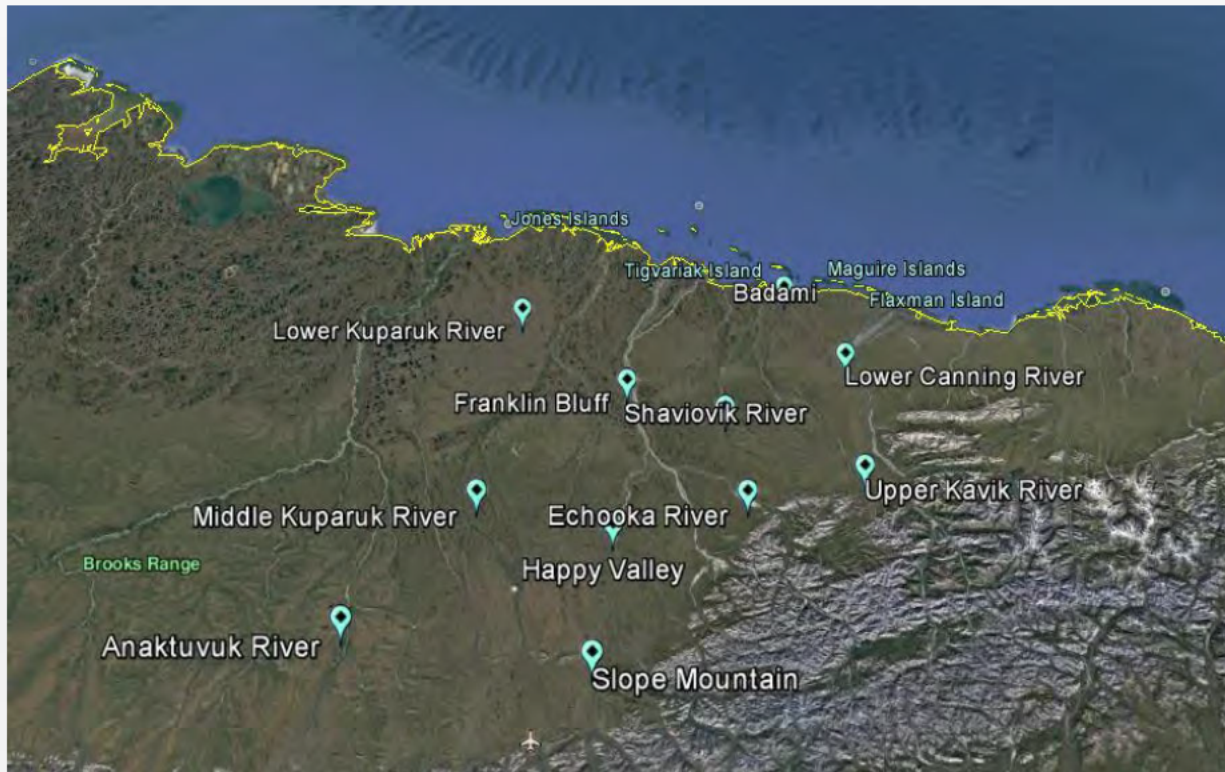 Jones Islands
Tigvariak Island
Maguire Islands
Badami
Flaxman Island
Lower Kuparuk River
Lower Canning River
Franklin Bluff
Shaviovik River
Upper Kavik River
Middle Kuparuk River
Echooka River
Brooks Range
Happy Valley
Anaktuvuk River
Slope Mountain